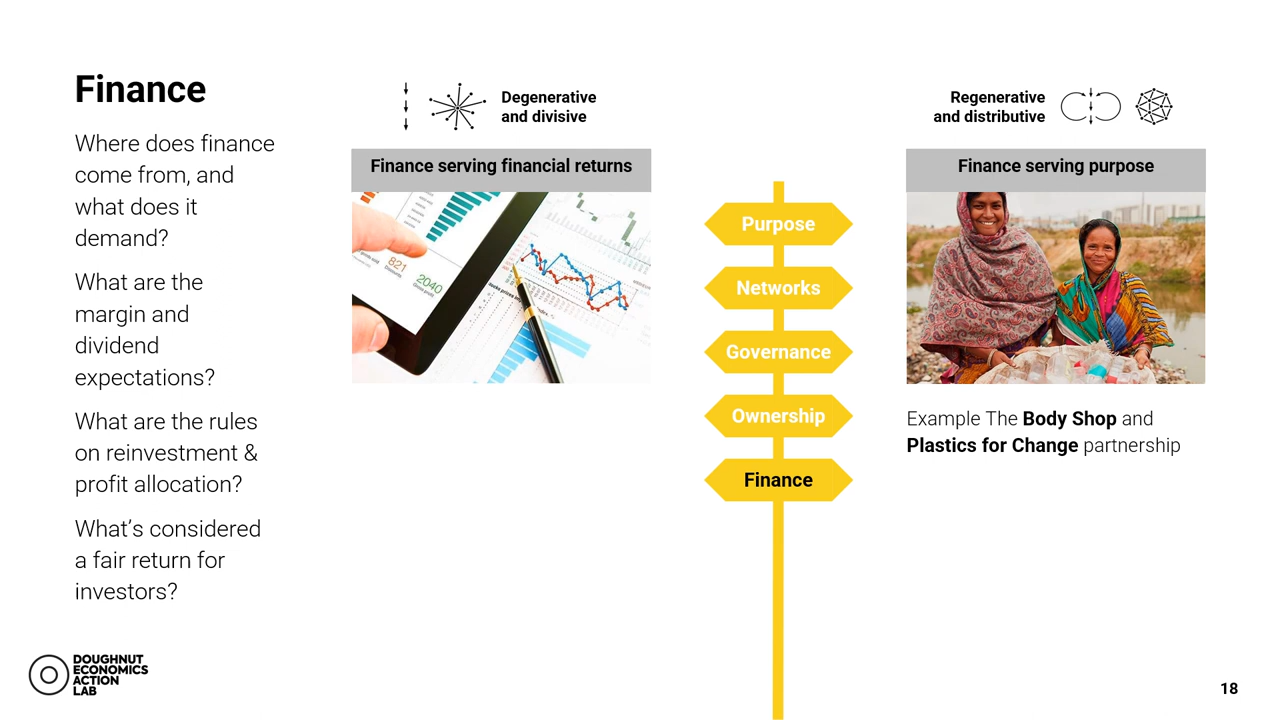 Finance
Where does finance
come from, and
what does it
demand?
What are the
margin and
dividend
expectations?
What are the rules
on reinvestment &
profit allocation?
What’s considered
a fair return for
investors?
Degenerative
and divisive
Finance serving financial returns
821
2040
Purpose
Networks
Governance
Ownership
Finance
Regenerative
and distributive
Finance serving purpose
Example The Body Shop and
Plastics for Change partnership
DOUGHNUT
ECONOMICS
ACTION
LAB
18